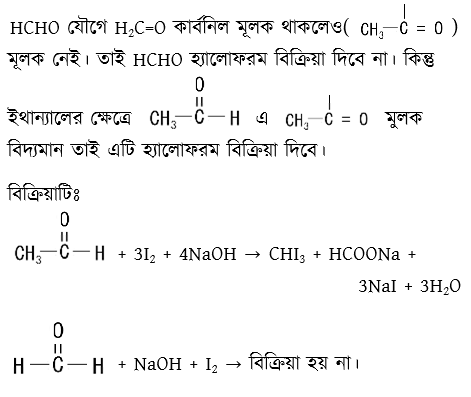 HCHO যৌগে H₂C=O কার্বনিল মূলক থাকলেও( CH₃—C = O )
মূলক নেই। তাই HCHO হ্যালোফরম বিক্রিয়া দিবে না। কিন্তু
O
ইথান্যালের ক্ষেত্রে CH₃—C—H এ CH₃—C = O মুলক
বিদ্যমান তাই এটি হ্যালোফরম বিক্রিয়া দিবে।
বিক্রিয়াটিঃ
O
CH₃—C—H + 3I₂ + 4NaOH → CHI₃ + HCOONa +
3NaI + 3H₂O
O
H—C—H + NaOH + I₂ → বিক্রিয়া হয় না।